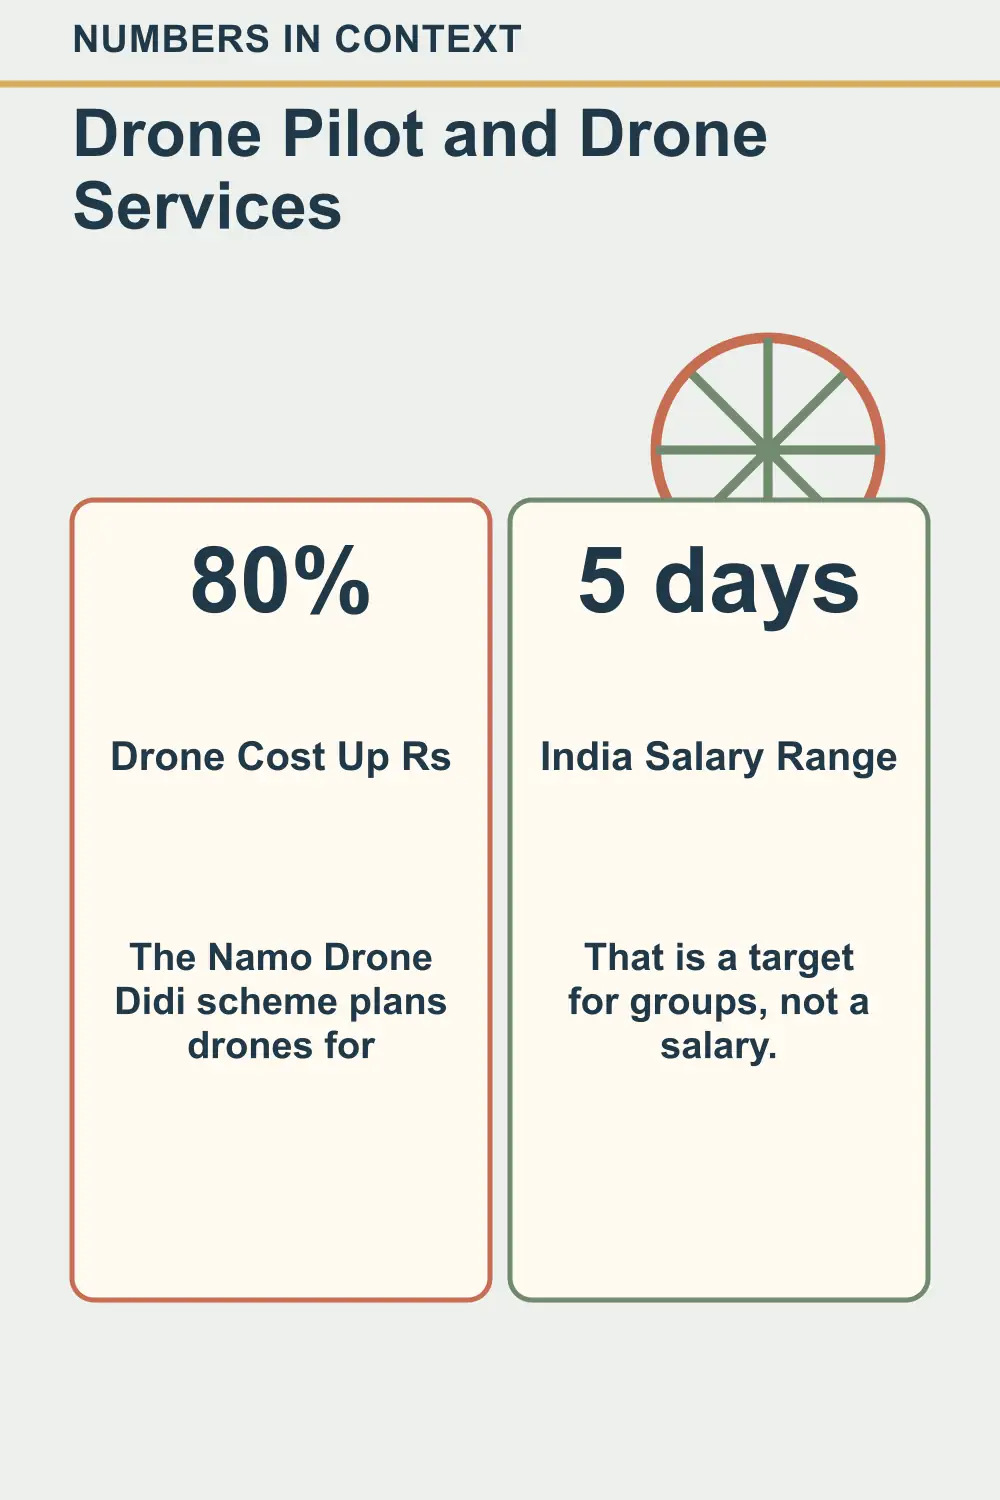 NUMBERS IN CONTEXT
Drone Pilot and Drone
Services
80%
Drone Cost Up Rs
The Namo Drone
Didi scheme plans
drones for
5 days
India Salary Range
That is a target
for groups, not a
salary.